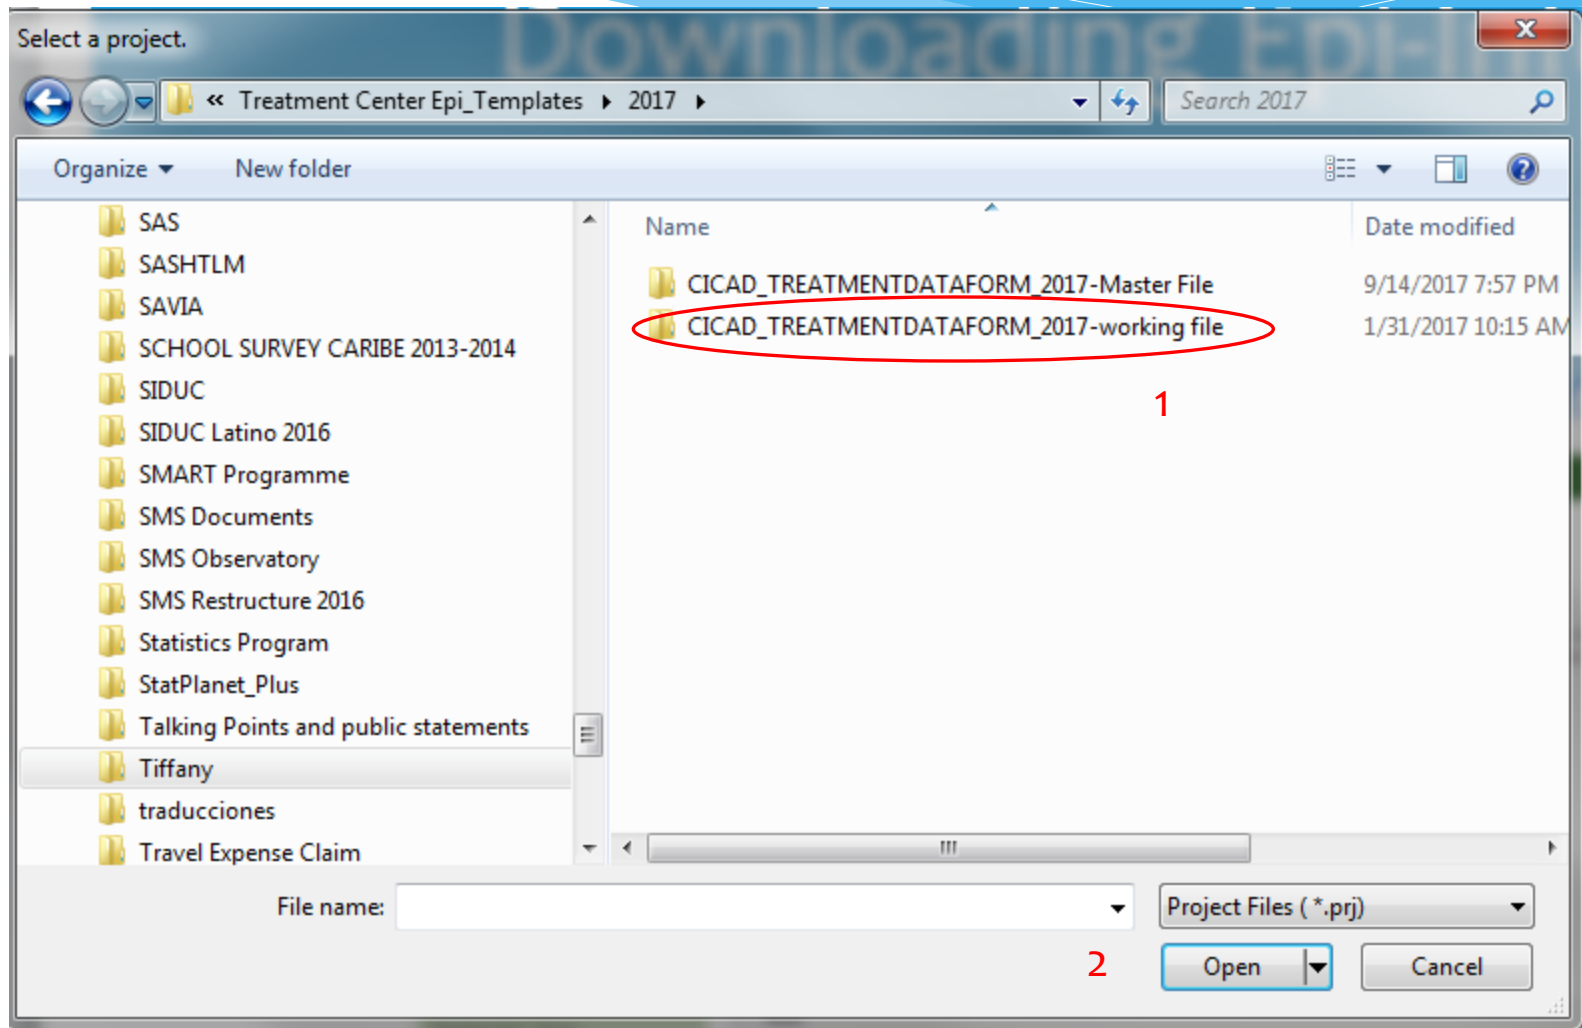 Downloading Epi-Inf
Select a project.
« Treatment Center Epi_Templates ▸ 2017 ▸
Search 2017
Organize
New folder
SAS
SASHTLM
SAVIA
SCHOOL SURVEY CARIBE 2013-2014
SIDUC
SIDUC Latino 2016
SMART Programme
SMS Documents
SMS Observatory
SMS Restructure 2016
Statistics Program
StatPlanet_Plus
Talking Points and public statements
Tiffany
traducciones
Travel Expense Claim
Name Date modified
CICAD_TREATMENTDATAFORM_2017-Master File 9/14/2017 7:57 PM
CICAD_TREATMENTDATAFORM_2017-working file 1/31/2017 10:15 AM
1
File name:
Project Files ( *.prj)
2
Open
Cancel